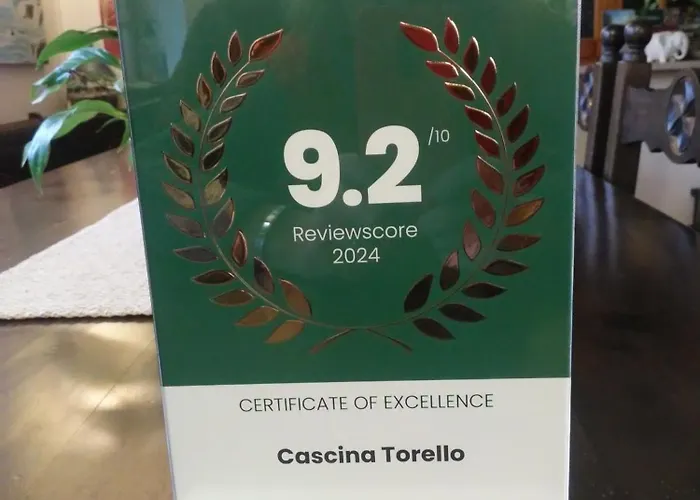 9.2 /10
Reviewscore
2024
CERTIFICATE OF EXCELLENCE
Cascina Torello